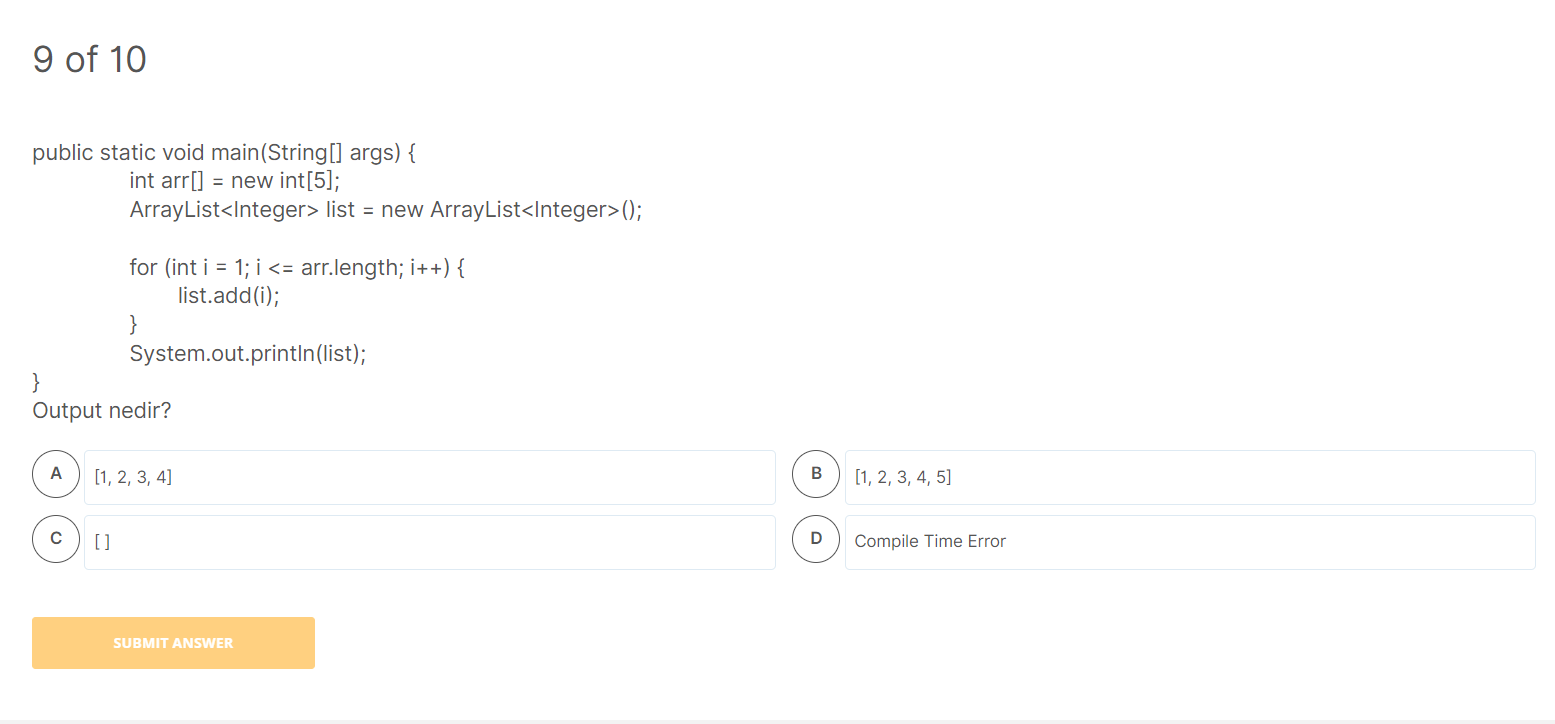 9 of 10
public static void main(String[] args) {
int arr[] = new int[5];
ArrayList<Integer> list = new ArrayList<Integer>();
for (int i = 1; i <= arr.length; i++) {
list.add(i);
}
System.out.println(list);
}
Output nedir?
A [1, 2, 3, 4]
B [1, 2, 3, 4, 5]
C [ ]
D Compile Time Error
SUBMIT ANSWER